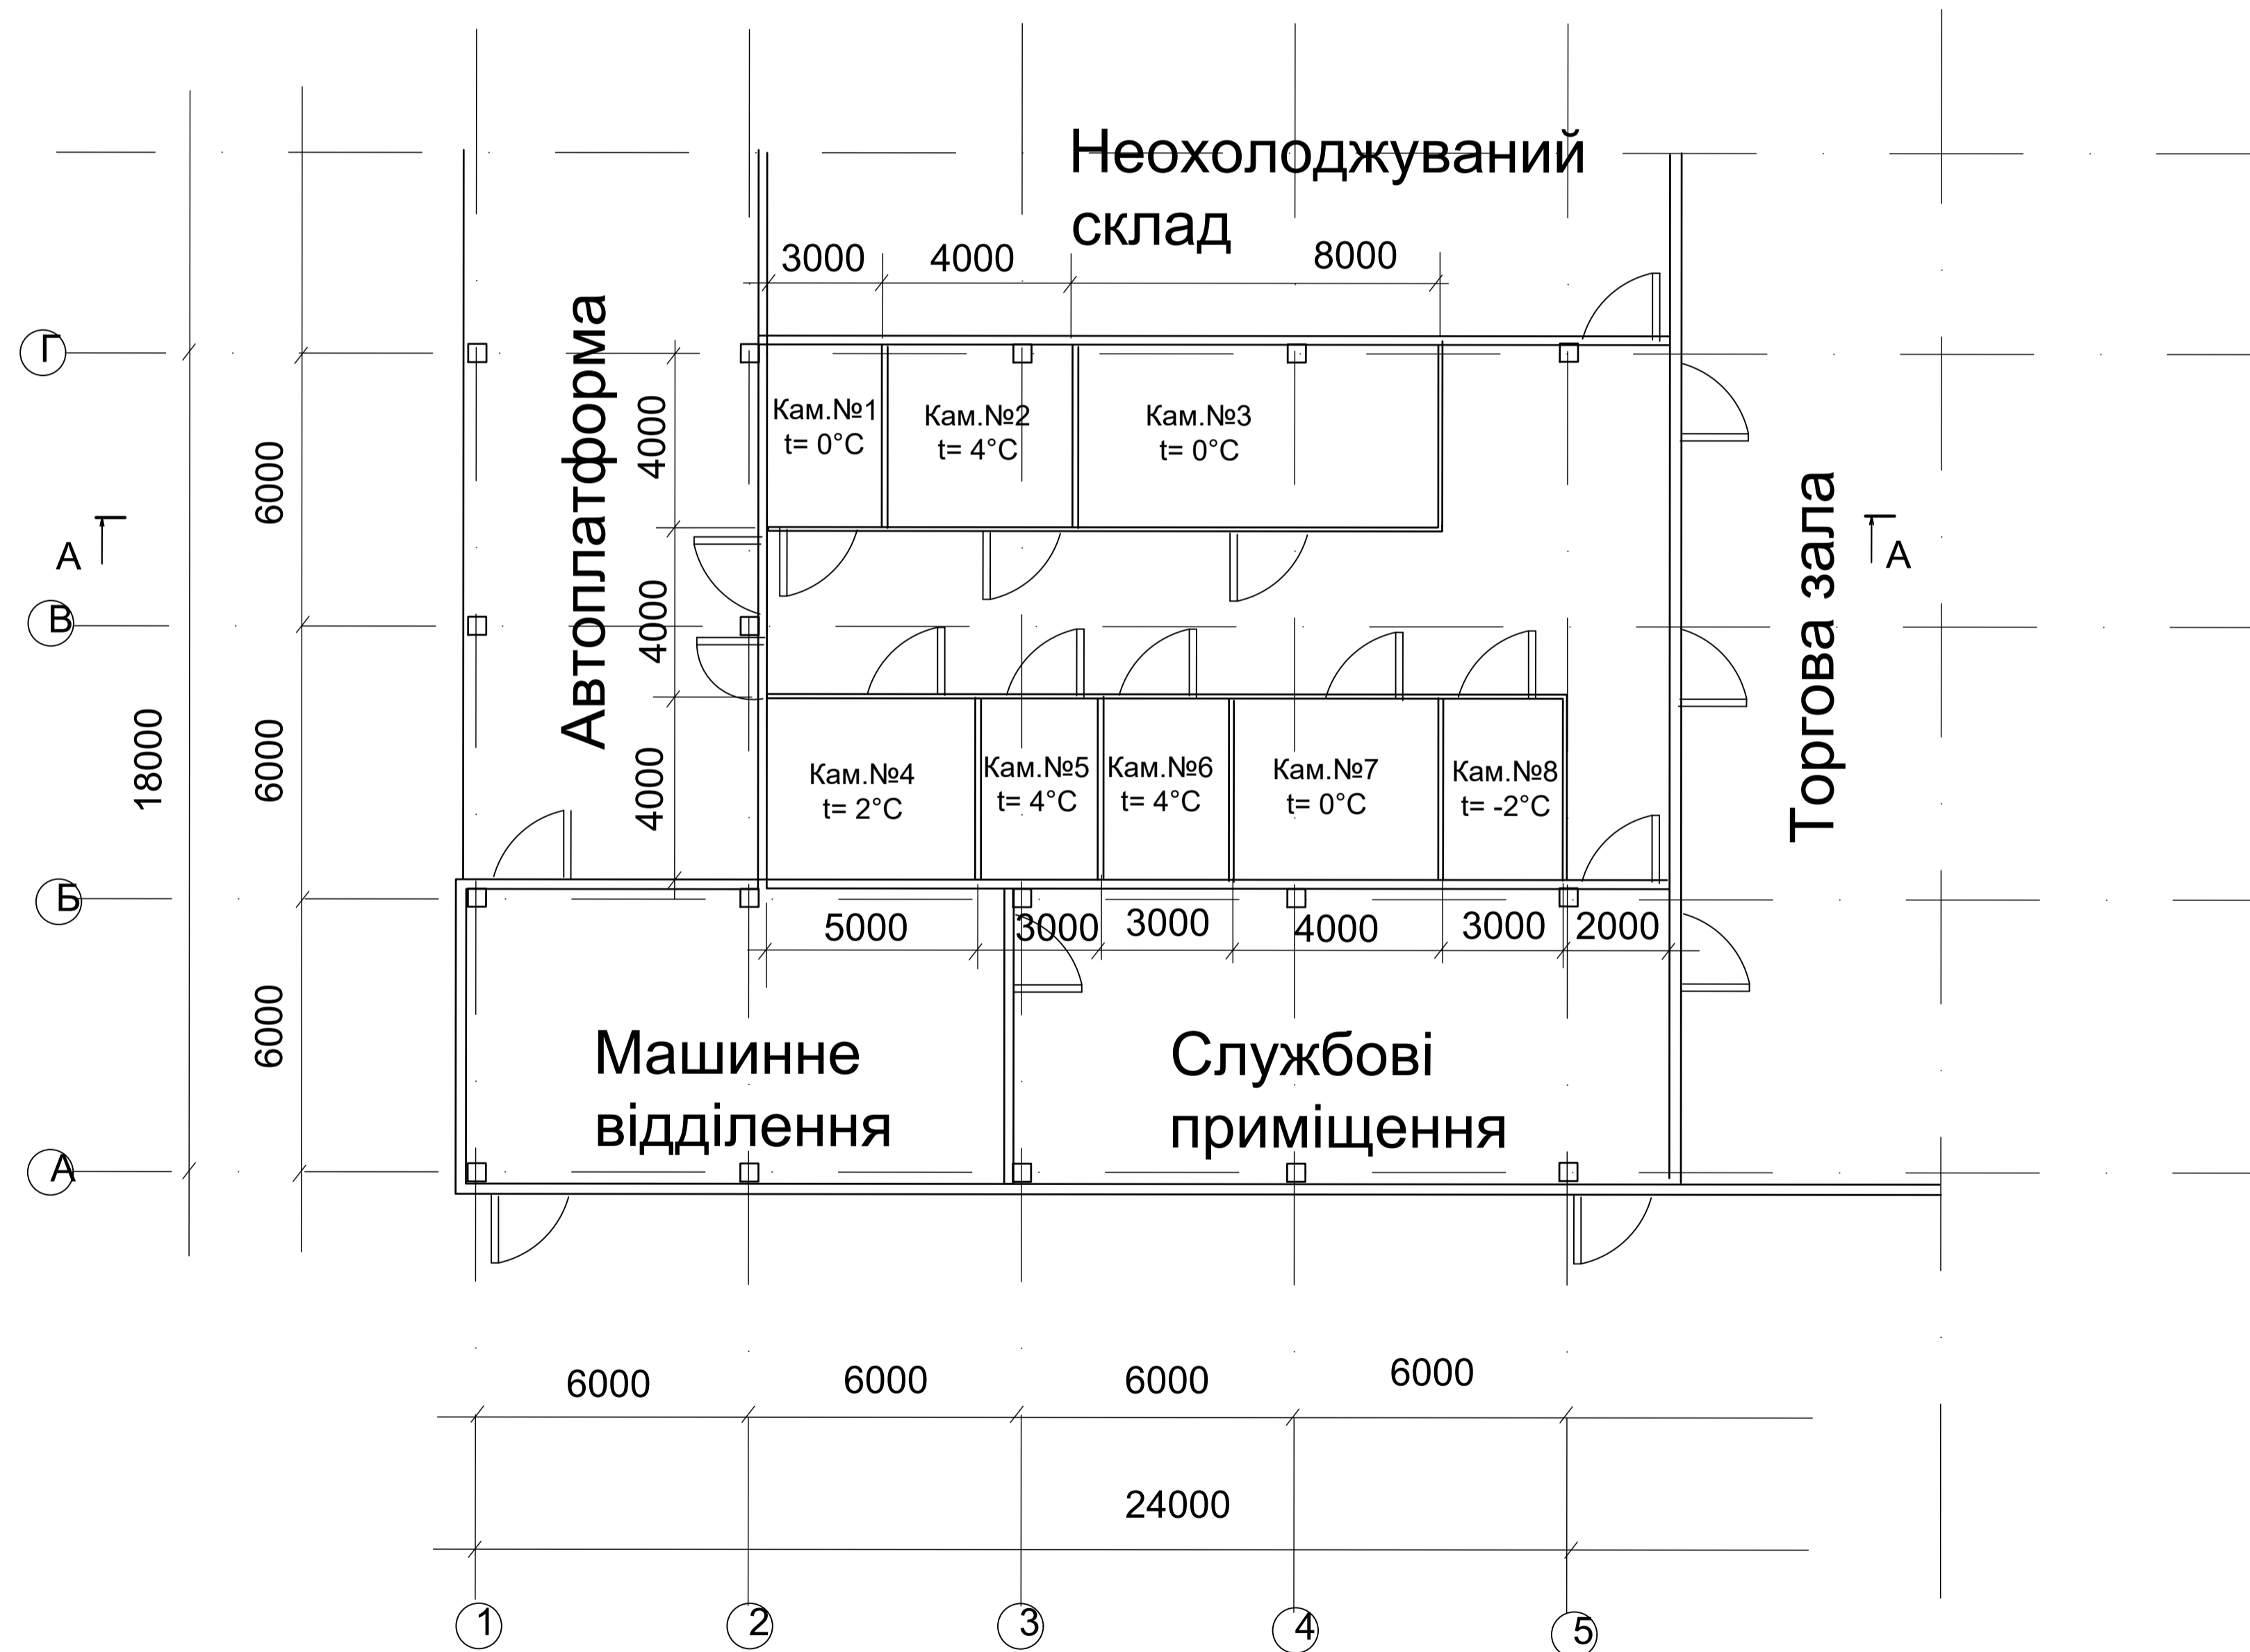 Неохолоджуваний
склад
3000
4000
8000
Г
Автоплатформа
4000
6000
Кам.№1
t= 0°C
Кам.№2
t= 4°C
Кам.№3
t= 0°C
Торгова зала
А
А
В
4000
18000
6000
4000
Кам.№4
t= 2°C
Кам.№5
t= 4°C
Кам.№6
t= 4°C
Кам.№7
t= 0°C
Кам.№8
t= -2°C
Б
5000
3000
3000
4000
3000
2000
6000
Машинне
відділення
Службові
приміщення
А
6000
6000
6000
6000
24000
1
2
3
4
5